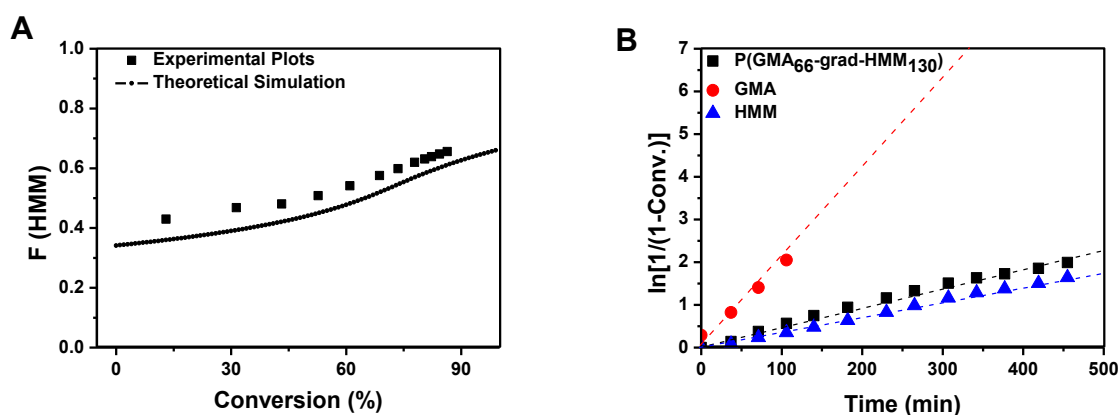 A
1.0
0.8
0.6
0.4
0.2
0.0
F (HMM)
Experimental Plots
Theoretical Simulation
0
30
60
90
Conversion (%)
B
7
6
5
4
3
2
1
0
ln[1/(1-Conv.)]
P(GMA66-grad-HMM130)
GMA
HMM
0
100
200
300
400
500
Time (min)